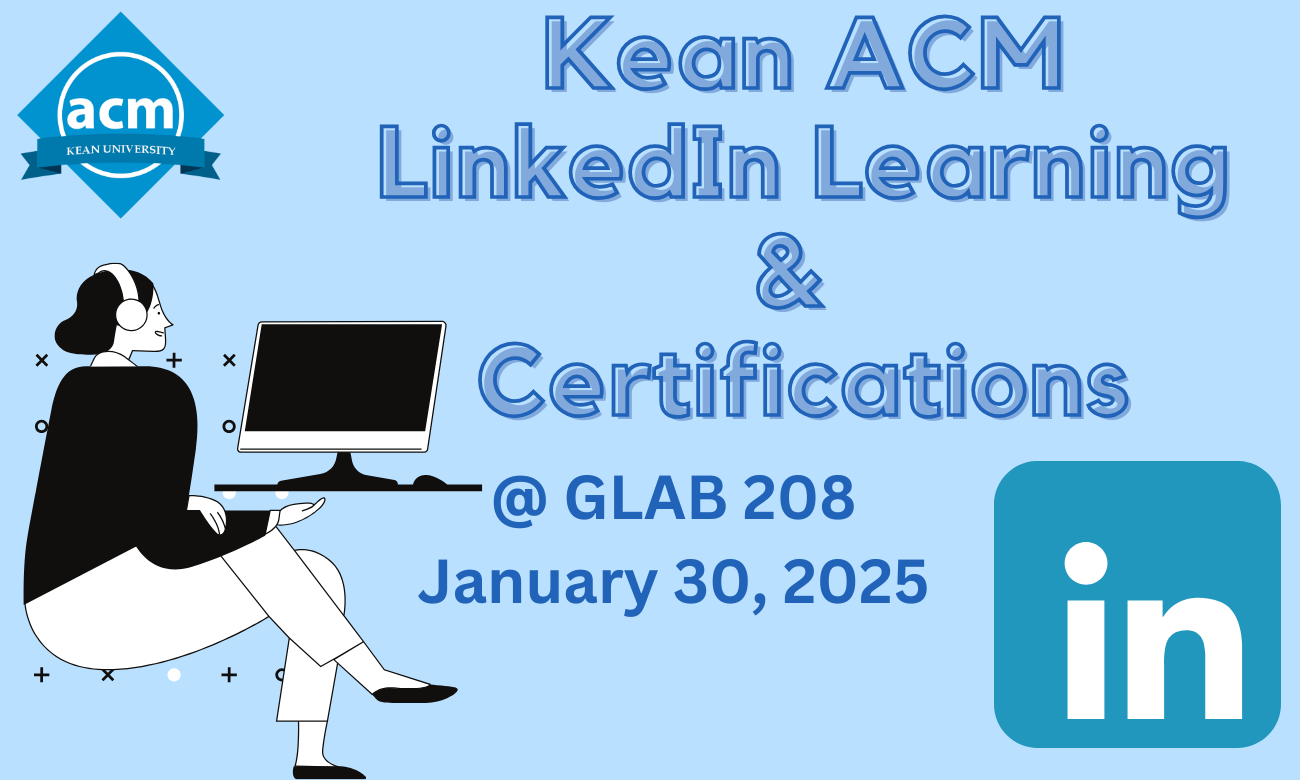 acm
KEAN UNIVERSITY
Kean ACM
LinkedIn Learning
&
Certifications
@ GLAB 208
January 30, 2025
in